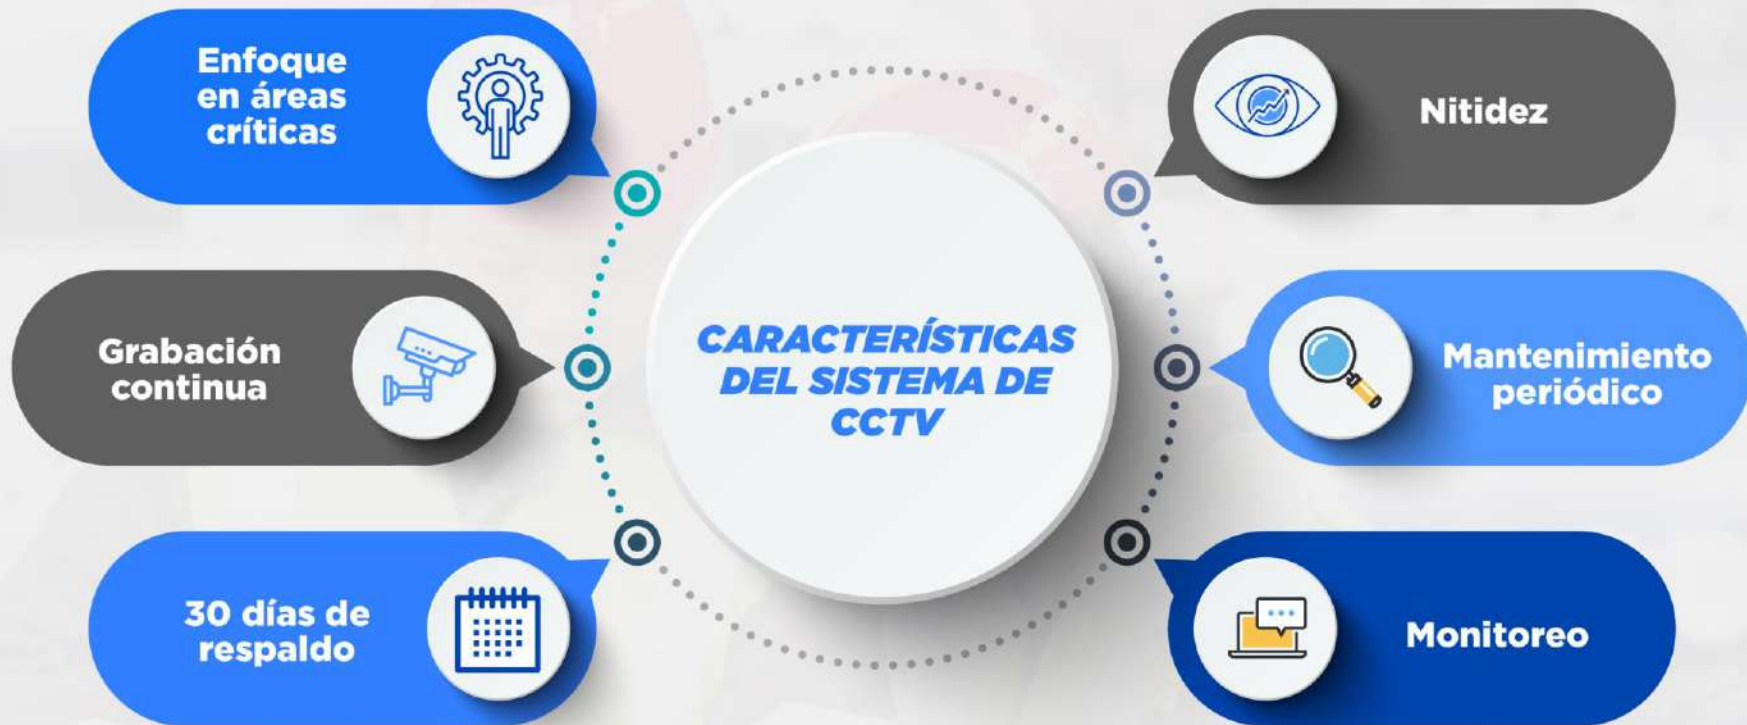 Enfoque
en áreas
críticas
Grabación
continua
30 días de
respaldo
CARACTERÍSTICAS
DEL SISTEMA DE
CCTV
Nitidez
Mantenimiento
periódico
Monitoreo